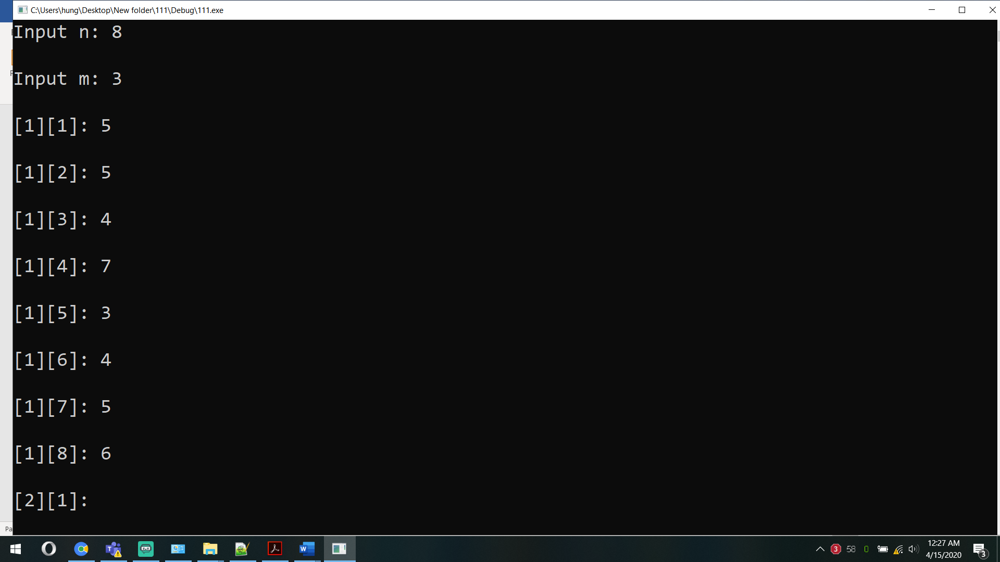 C:\Users\hung\Desktop\New folder\111\Debug\111.exe
Input n: 8
Input m: 3
[1][1]: 5
[1][2]: 5
[1][3]: 4
[1][4]: 7
[1][5]: 3
[1][6]: 4
[1][7]: 5
[1][8]: 6
[2][1]:
Pa
3 58 0
12:27 AM
4/15/2020
3